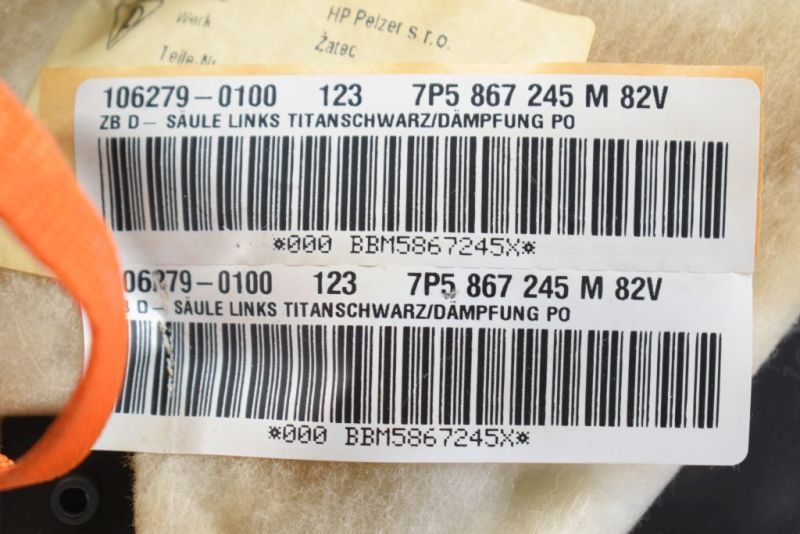 Werk HP Pelzer s r.o.
Žatec
Teile-Nr.
106279-0100 123 7P5 867 245 M 82V
ZB D- SÄULE LINKS TITANSCHWARZ/DÄMPFUNG PO
*000 BBM5867245X*
06279-0100 123 7P5 867 245 M 82V
ZB D- SÄULE LINKS TITANSCHWARZ/DÄMPFUNG PO
*000 BBM5867245X*